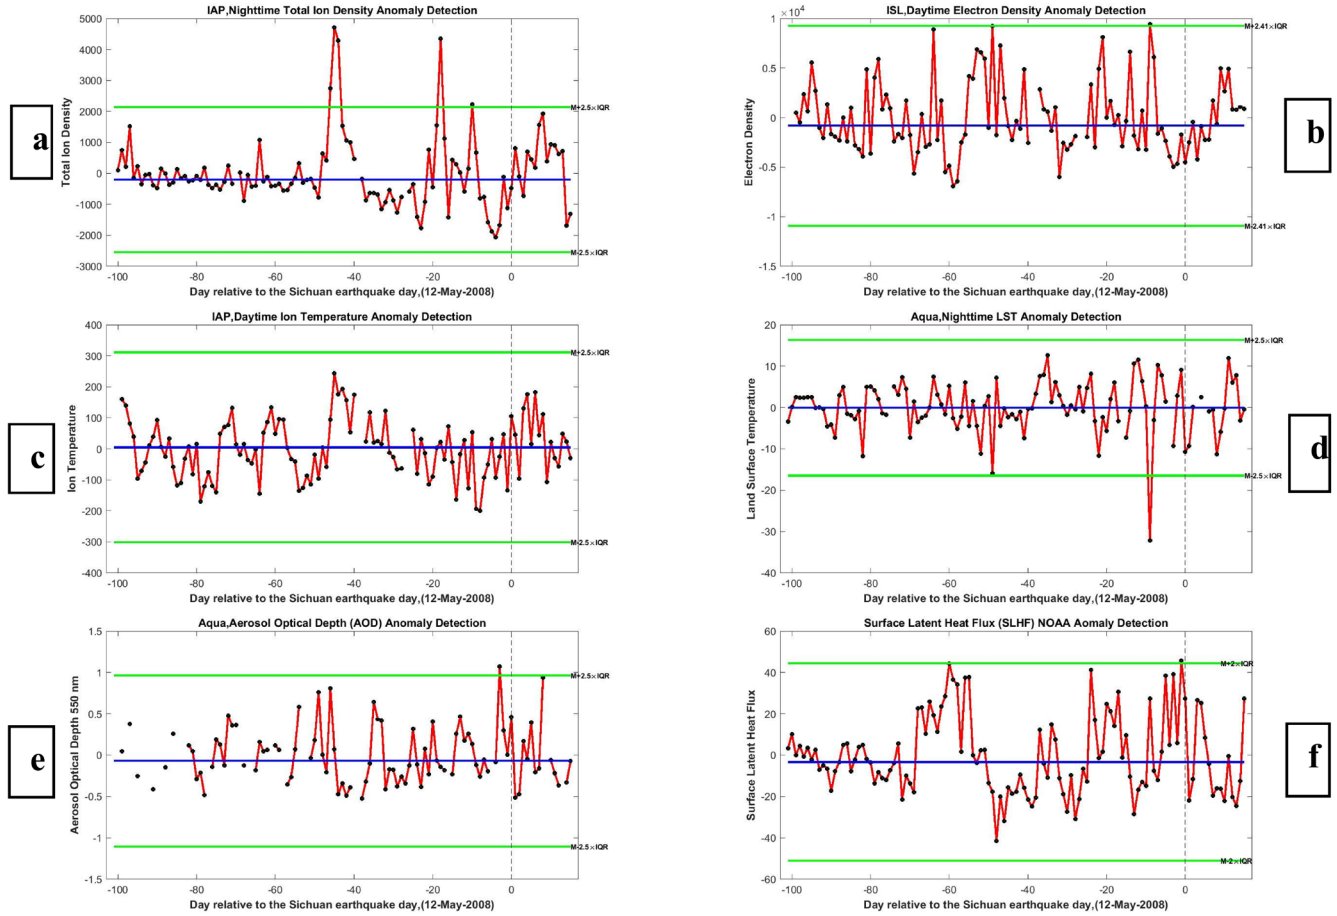 IAP,Nighttime Total Ion Density Anomaly Detection
5000
4000
3000
2000
1000
0
-1000
-2000
-3000
Total Ion Density
M+2.5×IQR
M-2.5×IQR
-100 -80 -60 -40 -20 0
Day relative to the Sichuan earthquake day,(12-May-2008)
a
ISL,Daytime Electron Density Anomaly Detection
×10^4
1
0.5
0
-0.5
-1
-1.5
Electron Density
M+2.41×IQR
M-2.41×IQR
-100 -80 -60 -40 -20 0
Day relative to the Sichuan earthquake day,(12-May-2008)
b
IAP,Daytime Ion Temperature Anomaly Detection
400
300
200
100
0
-100
-200
-300
-400
Ion Temperature
M+2.5×IQR
M-2.5×IQR
-100 -80 -60 -40 -20 0
Day relative to the Sichuan earthquake day,(12-May-2008)
c
Aqua,Nighttime LST Anomaly Detection
20
10
0
-10
-20
-30
-40
Land Surface Temperature
M+2.5×IQR
M-2.5×IQR
-100 -80 -60 -40 -20 0
Day relative to the Sichuan earthquake day,(12-May-2008)
d
Aqua,Aerosol Optical Depth (AOD) Anomaly Detection
1.5
1
0.5
0
-0.5
-1
-1.5
Aerosol Optical Depth 550 nm
M+2.5×IQR
M-2.5×IQR
-100 -80 -60 -40 -20 0
Day relative to the Sichuan earthquake day,(12-May-2008)
e
Surface Latent Heat Flux (SLHF) NOAA Aomaly Detection
60
40
20
0
-20
-40
-60
Surface Latent Heat Flux
M+2×IQR
M-2×IQR
-100 -80 -60 -40 -20 0
Day relative to the Sichuan earthquake day,(12-May-2008)
f